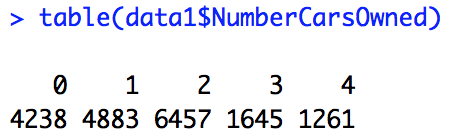 > table(data1$NumberCarsOwned)
0 1 2 3 4
4238 4883 6457 1645 1261